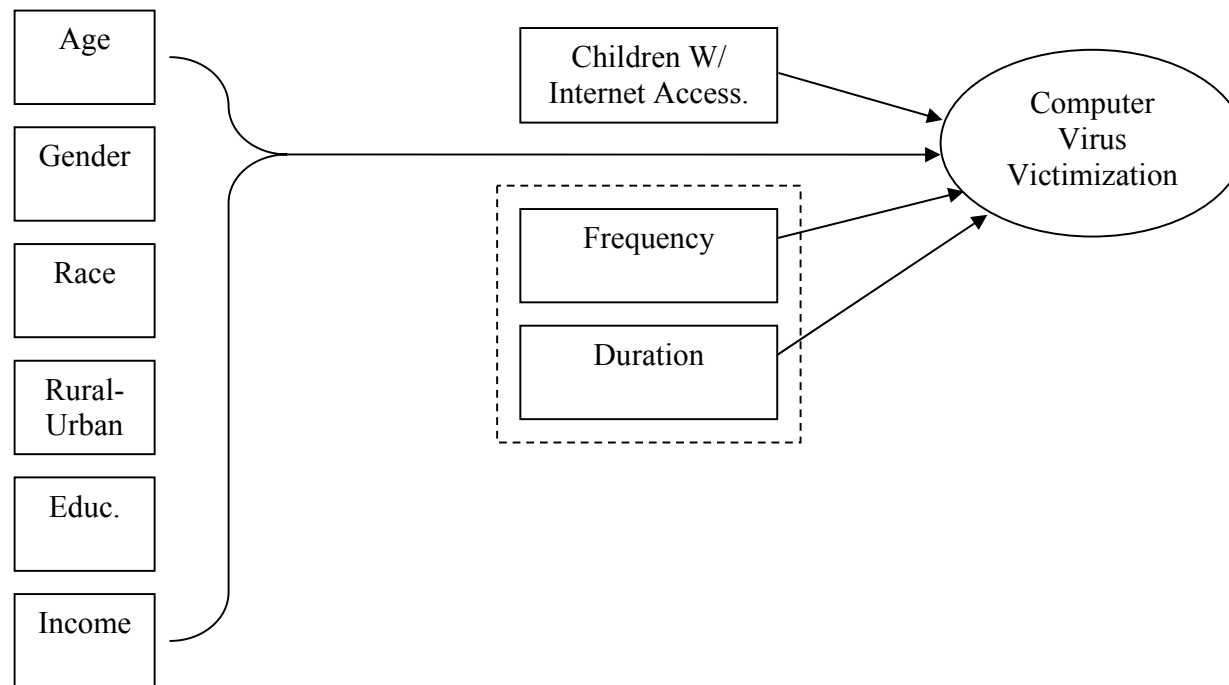 Age
Gender
Race
Rural-
Urban
Educ.
Income
Children W/
Internet Access.
Frequency
Duration
Computer
Virus
Victimization